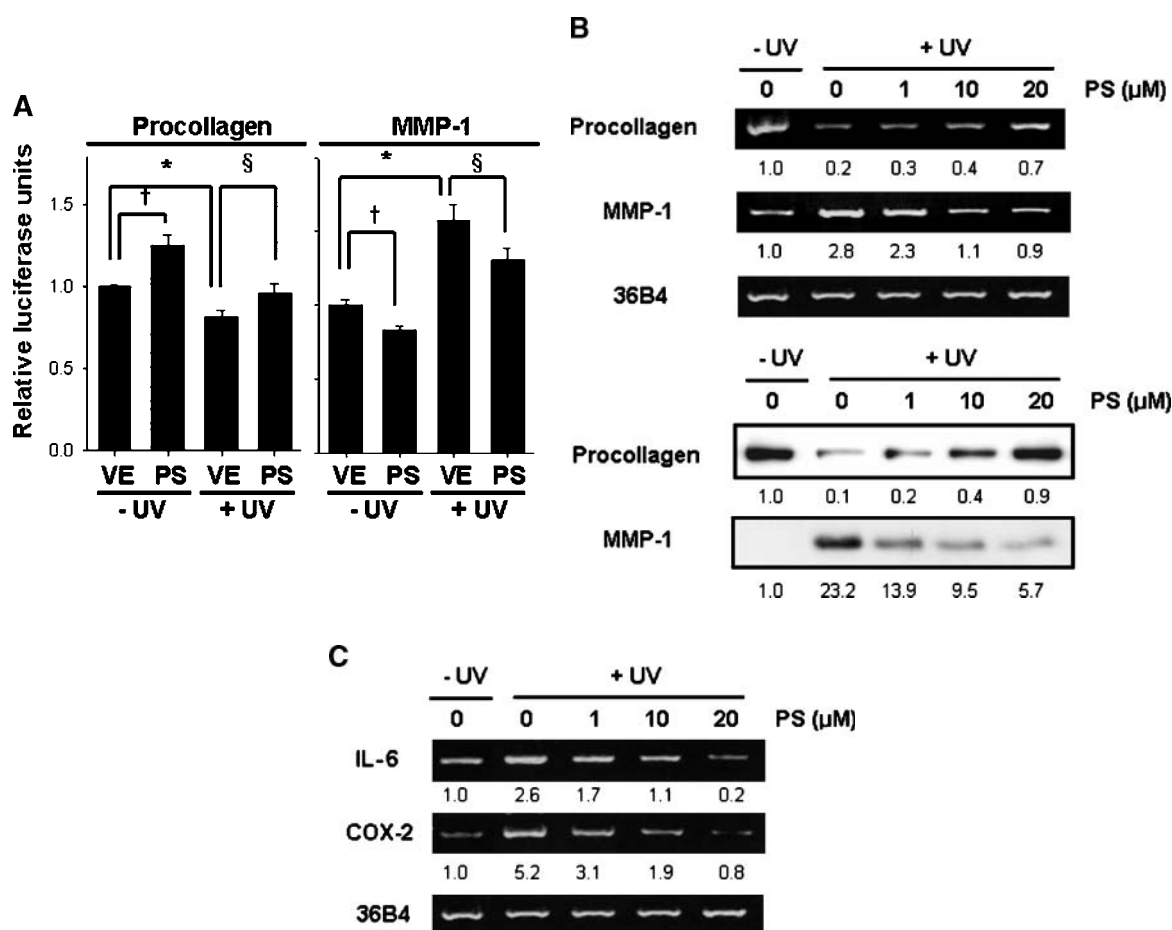 A
Procollagen MMP-1
* § * §
† †
Relative luciferase units
1.5
1.0
0.5
0.0
VE PS VE PS VE PS VE PS
- UV + UV - UV + UV
B
- UV + UV
0 0 1 10 20 PS (µM)
Procollagen
1.0 0.2 0.3 0.4 0.7
MMP-1
1.0 2.8 2.3 1.1 0.9
36B4
- UV + UV
0 0 1 10 20 PS (µM)
Procollagen
1.0 0.1 0.2 0.4 0.9
MMP-1
1.0 23.2 13.9 9.5 5.7
C
- UV + UV
0 0 1 10 20 PS (µM)
IL-6
1.0 2.6 1.7 1.1 0.2
COX-2
1.0 5.2 3.1 1.9 0.8
36B4